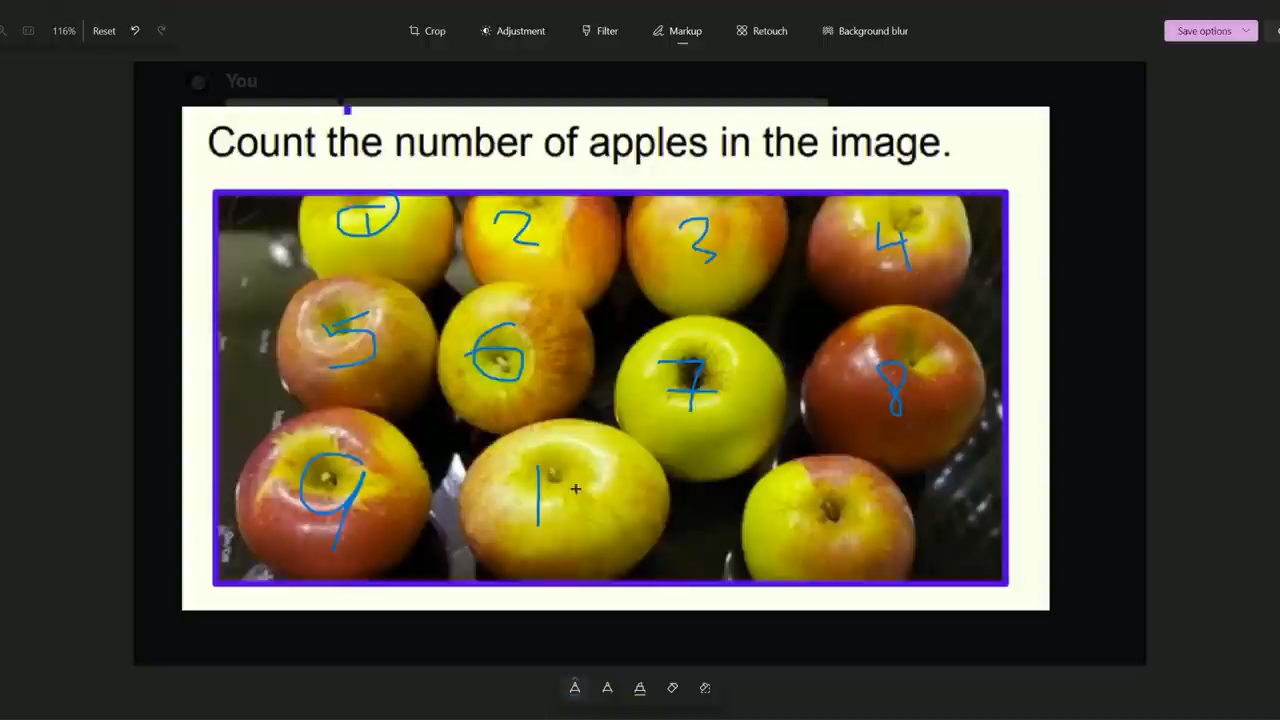 116% Reset Crop Adjustment Filter Markup Retouch Background blur Save options
You
Count the number of apples in the image.
1 2 3 4
5 6 7 8
9 1